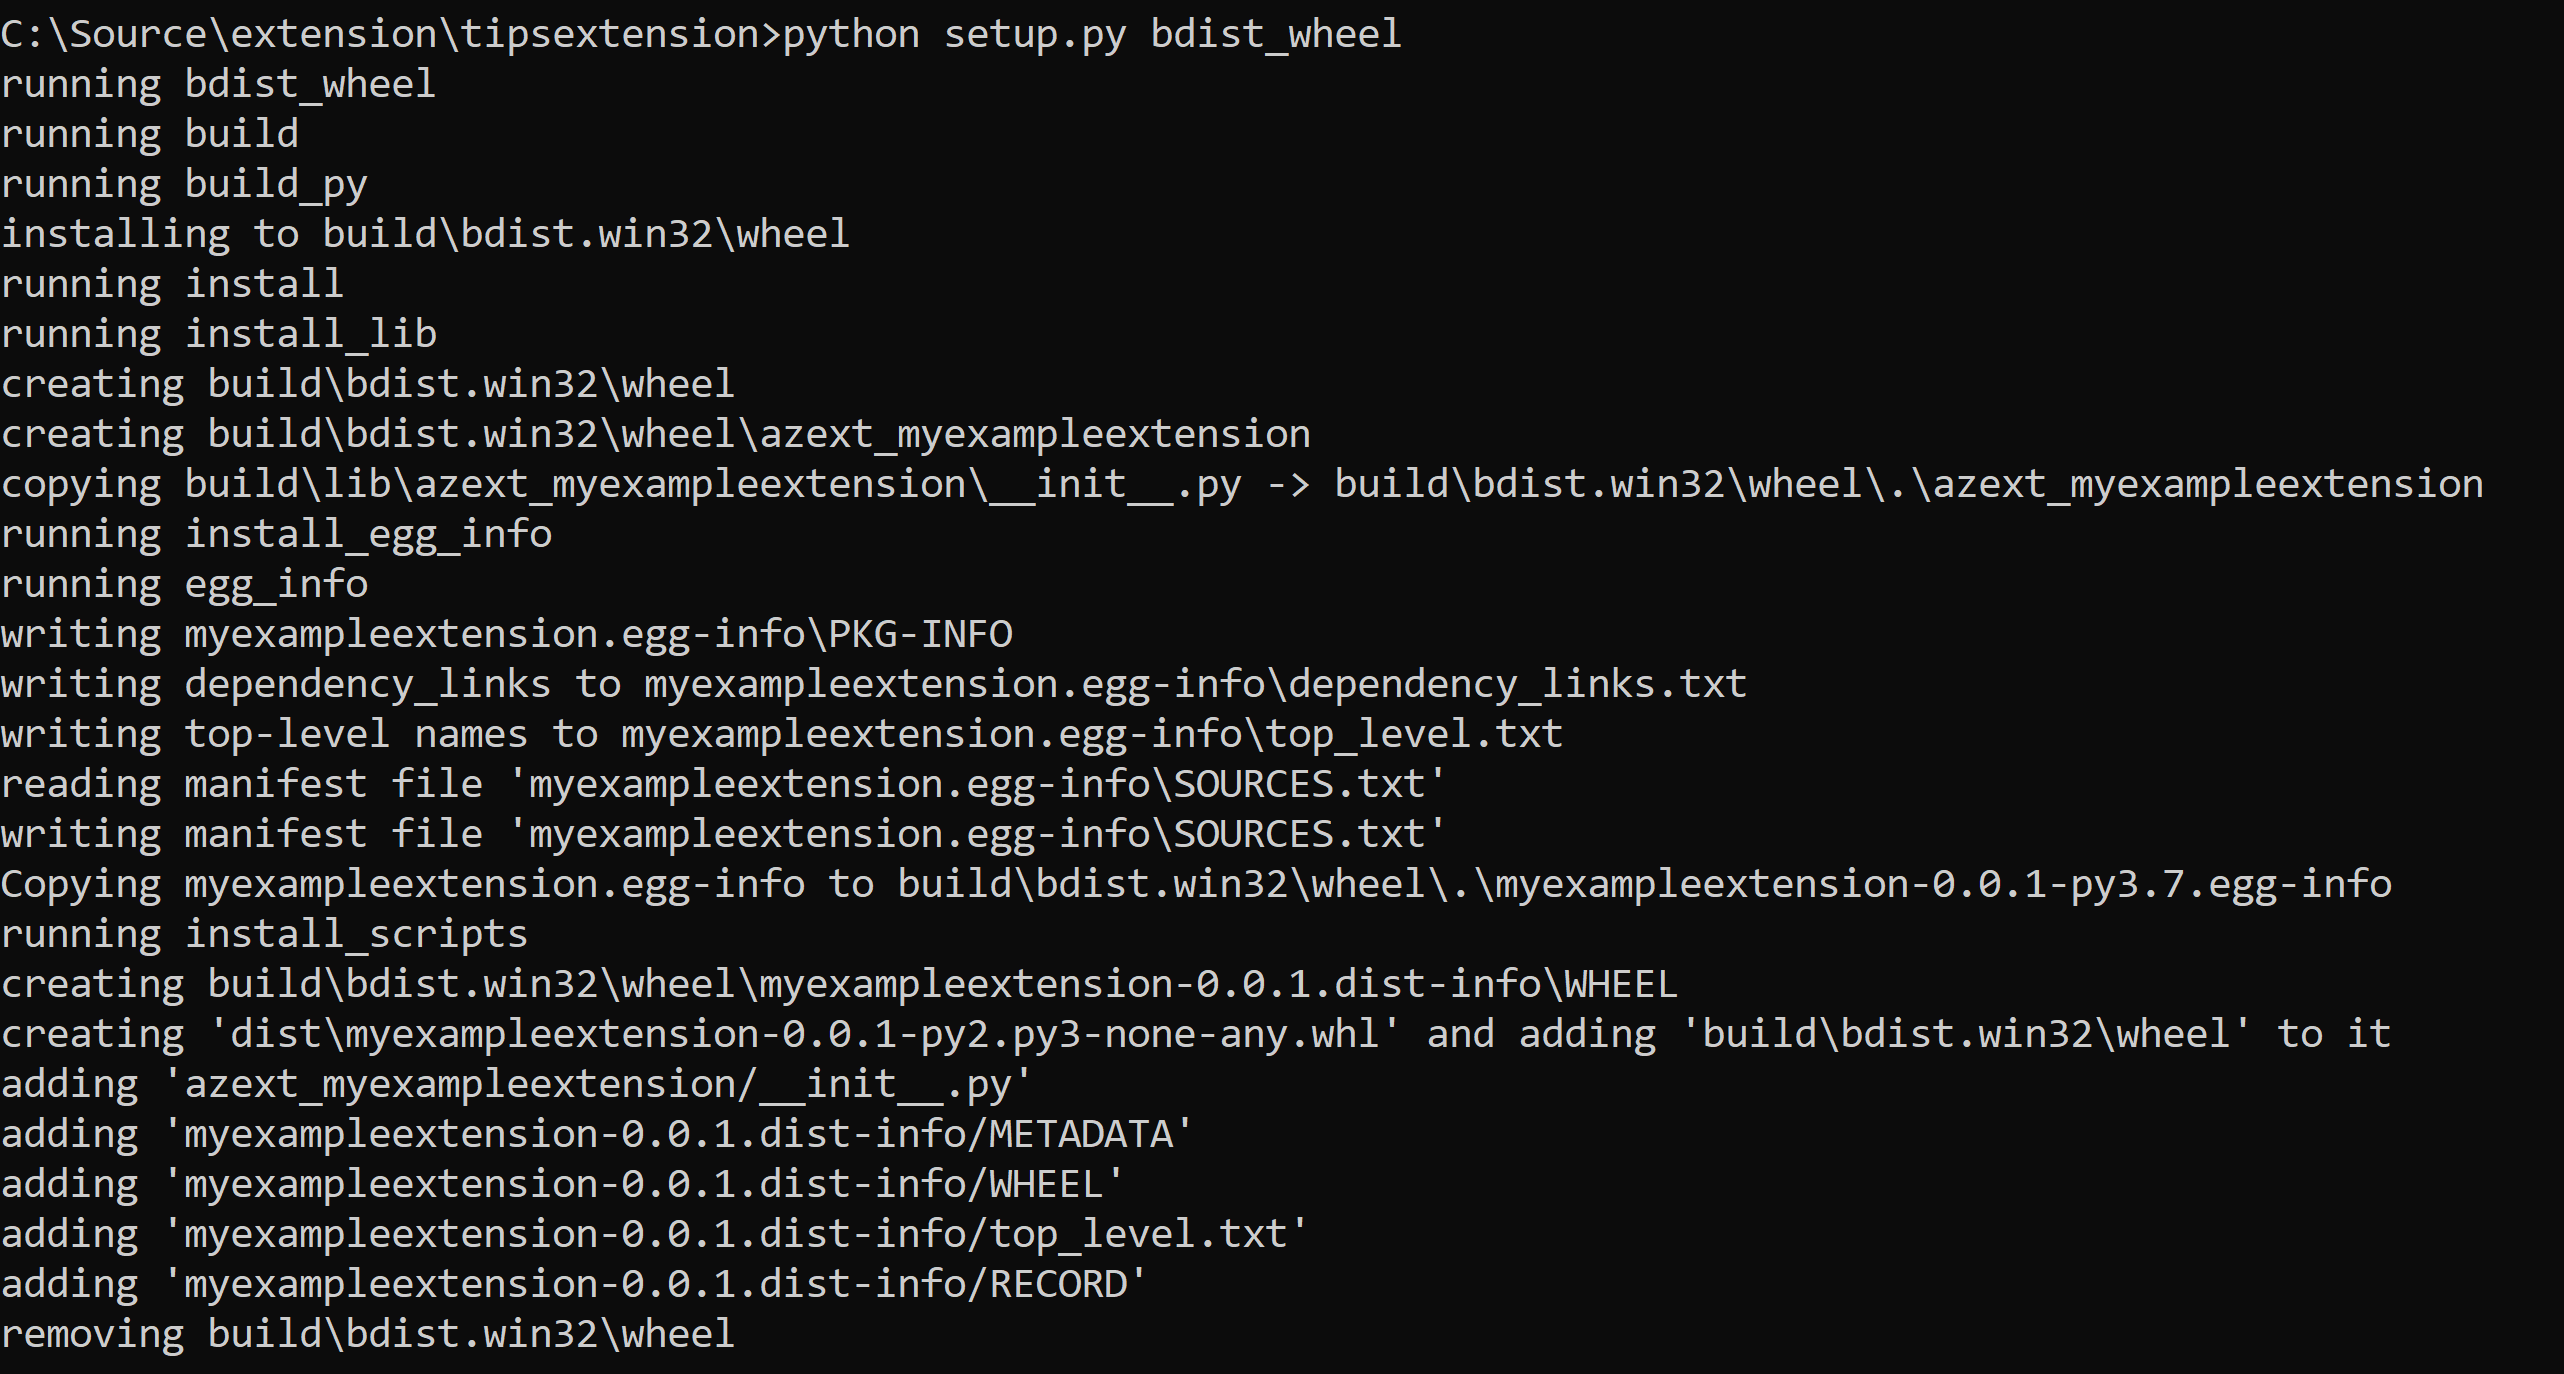 C:\Source\extension\tipsextension>python setup.py bdist_wheel
running bdist_wheel
running build
running build_py
installing to build\bdist.win32\wheel
running install
running install_lib
creating build\bdist.win32\wheel
creating build\bdist.win32\wheel\azext_myexampleextension
copying build\lib\azext_myexampleextension\__init__.py -> build\bdist.win32\wheel\.\azext_myexampleextension
running install_egg_info
running egg_info
writing myexampleextension.egg-info\PKG-INFO
writing dependency_links to myexampleextension.egg-info\dependency_links.txt
writing top-level names to myexampleextension.egg-info\top_level.txt
reading manifest file 'myexampleextension.egg-info\SOURCES.txt'
writing manifest file 'myexampleextension.egg-info\SOURCES.txt'
Copying myexampleextension.egg-info to build\bdist.win32\wheel\.\myexampleextension-0.0.1-py3.7.egg-info
running install_scripts
creating build\bdist.win32\wheel\myexampleextension-0.0.1.dist-info\WHEEL
creating 'dist\myexampleextension-0.0.1-py2.py3-none-any.whl' and adding 'build\bdist.win32\wheel' to it
adding 'azext_myexampleextension/__init__.py'
adding 'myexampleextension-0.0.1.dist-info/METADATA'
adding 'myexampleextension-0.0.1.dist-info/WHEEL'
adding 'myexampleextension-0.0.1.dist-info/top_level.txt'
adding 'myexampleextension-0.0.1.dist-info/RECORD'
removing build\bdist.win32\wheel